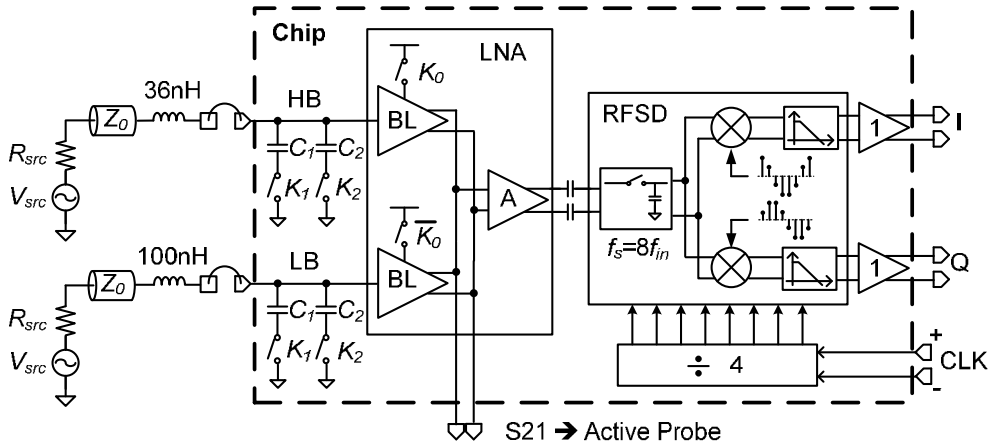 Chip
LNA
K0
36nH
HB
Z0
BL
Rsrc
C1
C2
Vsrc
K1
K2
A
RFSD
fs=8fin
1
I
1
Q
K̅0
100nH
LB
Z0
BL
Rsrc
C1
C2
Vsrc
K1
K2
÷ 4
+
CLK
-
S21 → Active Probe